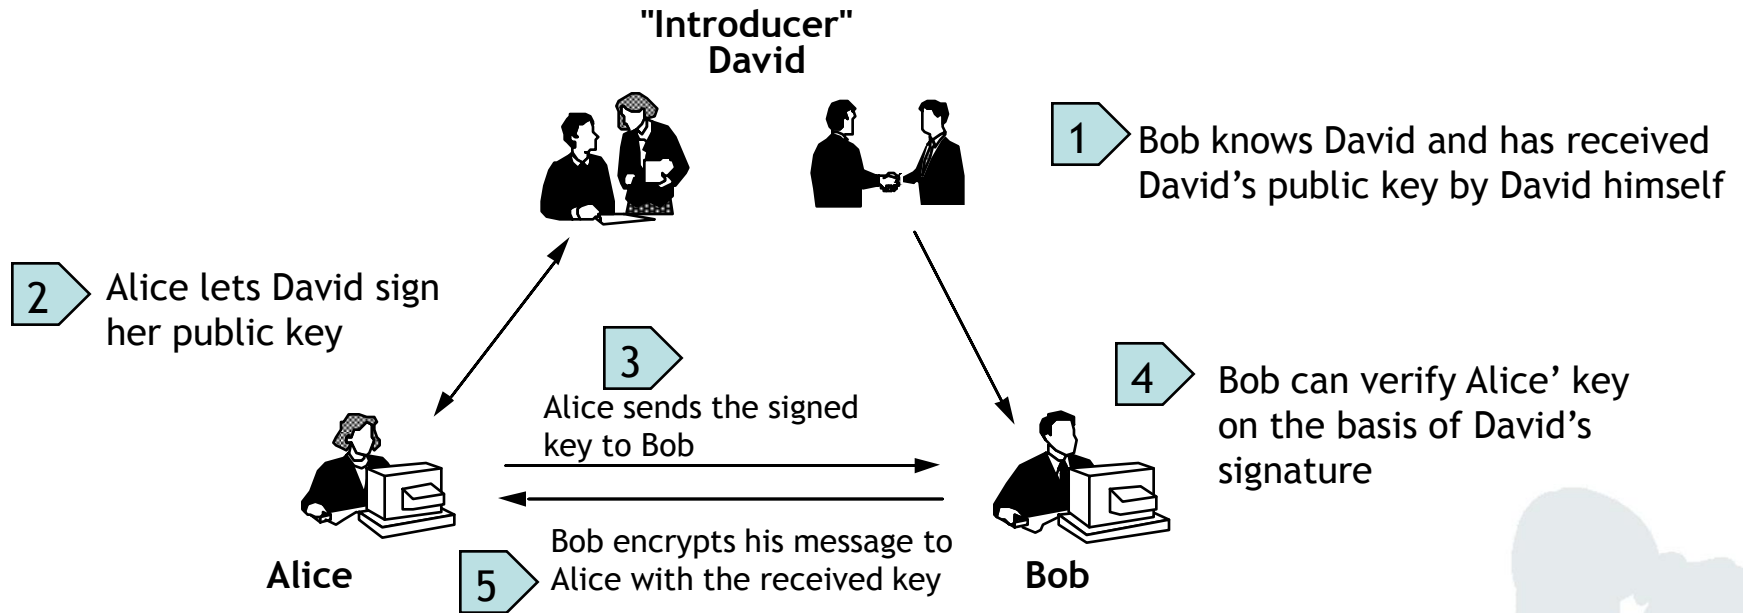 "Introducer"
David
1
Bob knows David and has received
David’s public key by David himself
2
Alice lets David sign
her public key
3
Alice sends the signed
key to Bob
4
Bob can verify Alice’ key
on the basis of David’s
signature
Alice
5
Bob encrypts his message to
Alice with the received key
Bob